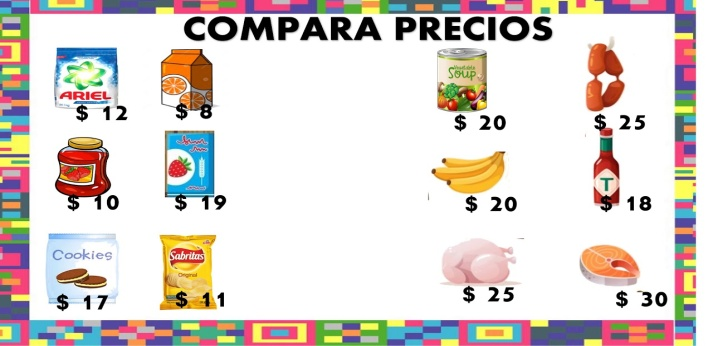 COMPARA PRECIOS
ARIEL
$ 12
$ 8
Vegetable
Soup
$ 20
$ 25
$ 10
$ 19
$ 20
T
$ 18
Cookies
$ 17
Sabritas
Original
$ 11
$ 25
$ 30